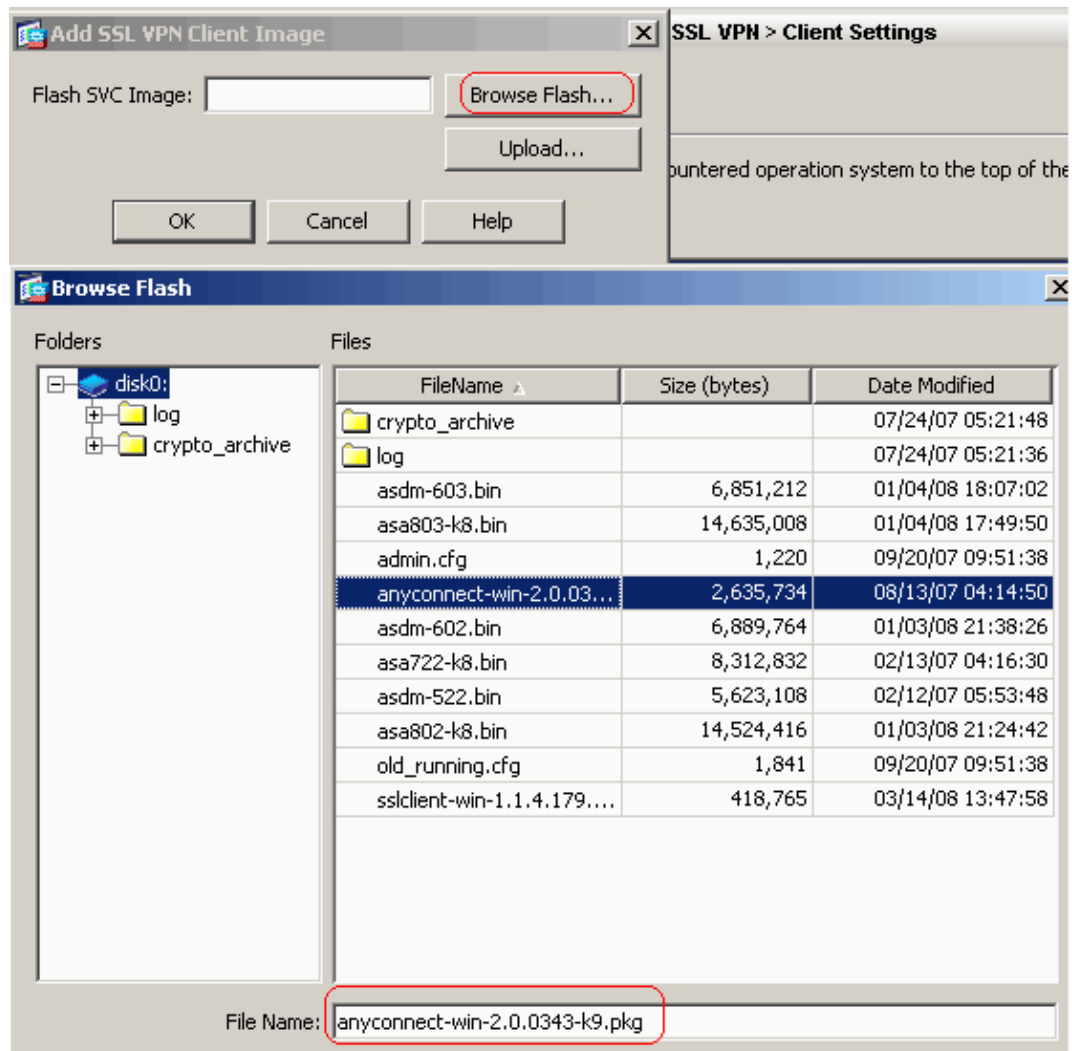 Add SSL VPN Client Image
SSL VPN > Client Settings
Flash SVC Image:
Browse Flash...
Upload...
ountered operation system to the top of the
OK Cancel Help
Browse Flash
Folders
Files
disk0:
log
crypto_archive
FileName Size (bytes) Date Modified
crypto_archive 07/24/07 05:21:48
log 07/24/07 05:21:36
asdm-603.bin 6,851,212 01/04/08 18:07:02
asa803-k8.bin 14,635,008 01/04/08 17:49:50
admin.cfg 1,220 09/20/07 09:51:38
anyconnect-win-2.0.03... 2,635,734 08/13/07 04:14:50
asdm-602.bin 6,889,764 01/03/08 21:38:26
asa722-k8.bin 8,312,832 02/13/07 04:16:30
asdm-522.bin 5,623,108 02/12/07 05:53:48
asa802-k8.bin 14,524,416 01/03/08 21:24:42
old_running.cfg 1,841 09/20/07 09:51:38
sslclient-win-1.1.4.179.... 418,765 03/14/08 13:47:58
File Name: anyconnect-win-2.0.0343-k9.pkg